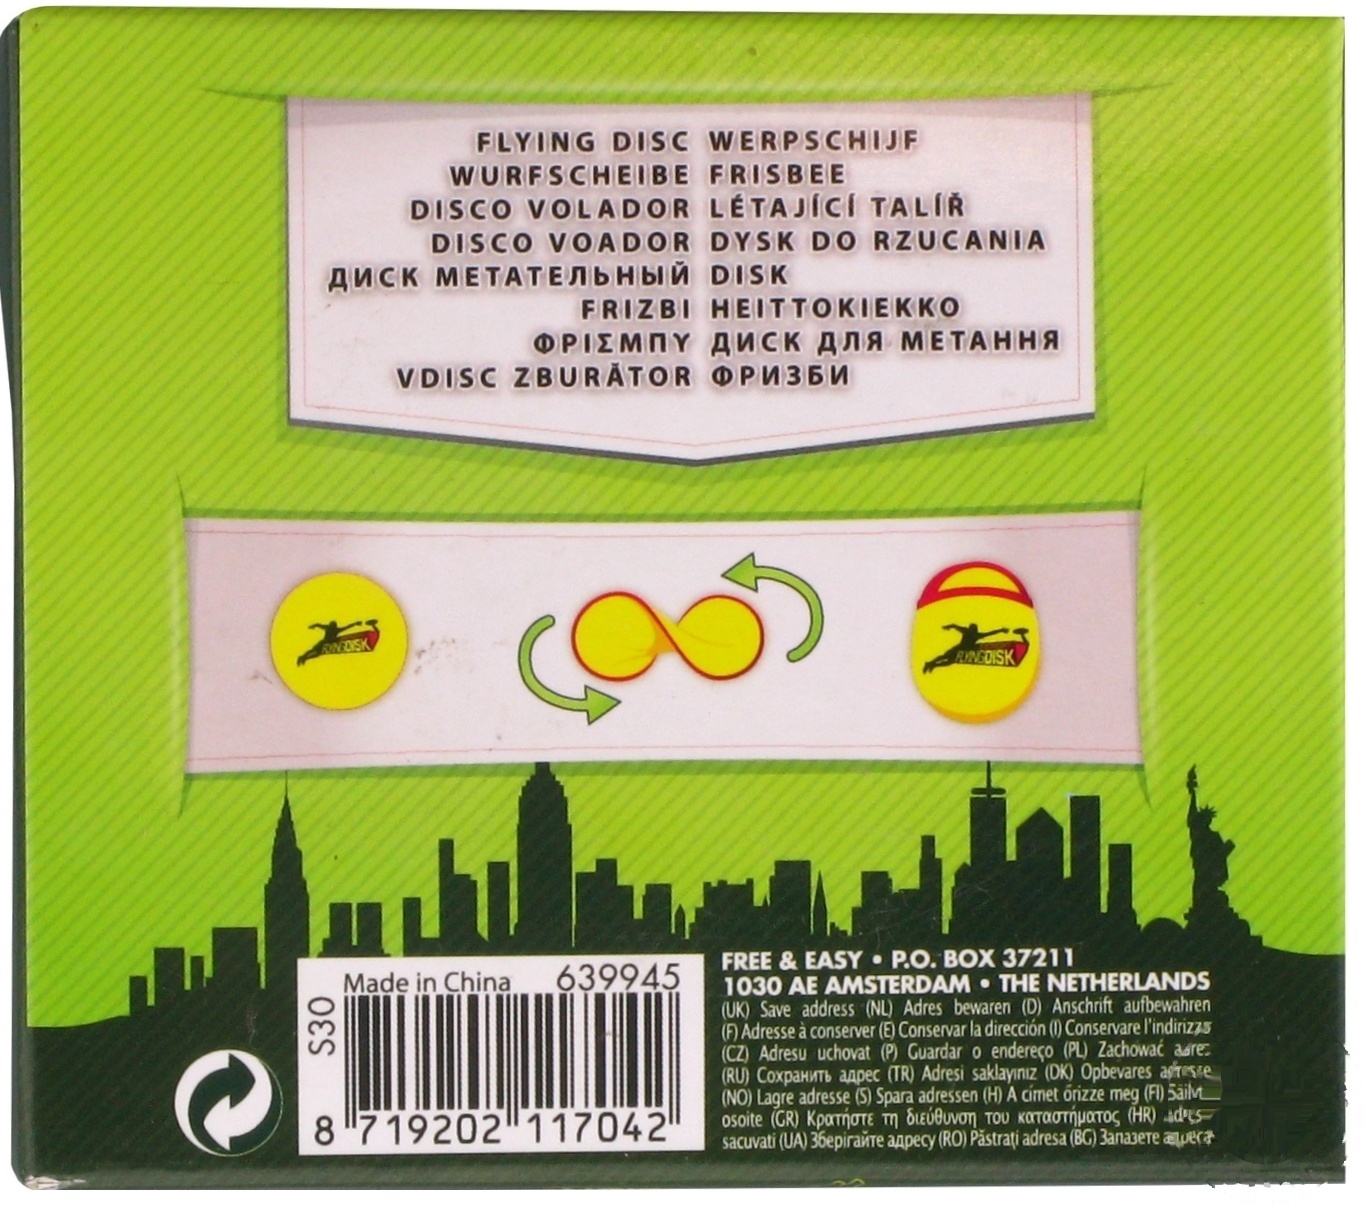 FLYING DISC WERPSCHIJF
WURFSCHEIBE FRISBEE
DISCO VOLADOR LÉTAJÍCÍ TALÍŘ
DISCO VOADOR DYSK DO RZUCANIA
ДИСК МЕТАТЕЛЬНЫЙ DISK
FRIZBI HEITTOKIEKKO
ΦΡΙΣΜΠΥ ДИСК ДЛЯ МЕТАННЯ
VDISC ZBURĂTOR ФРИЗБИ
FLYINGDISK
FLYINGDISK
Made in China 639945
S30
8 719202 117042
FREE & EASY • P.O. BOX 37211
1030 AE AMSTERDAM • THE NETHERLANDS
(UK) Save address (NL) Adres bewaren (D) Anschrift aufbewahren
(F) Adresse à conserver (E) Conservar la dirección (I) Conservare l'indirizzo
(CZ) Adresu uchovat (P) Guardar o endereço (PL) Zachować adres
(RU) Сохранить адрес (TR) Adresi saklayınız (DK) Opbevares adresse
(NO) Lagre adresse (S) Spara adressen (H) A címet őrizze meg (FI)
osoite (GR) Κρατήστε τη διεύθυνση του καταστήματος (HR)
sacuvati (UA) Зберігайте адресу (RO) Păstrați adresa (BG) Запазете адреса